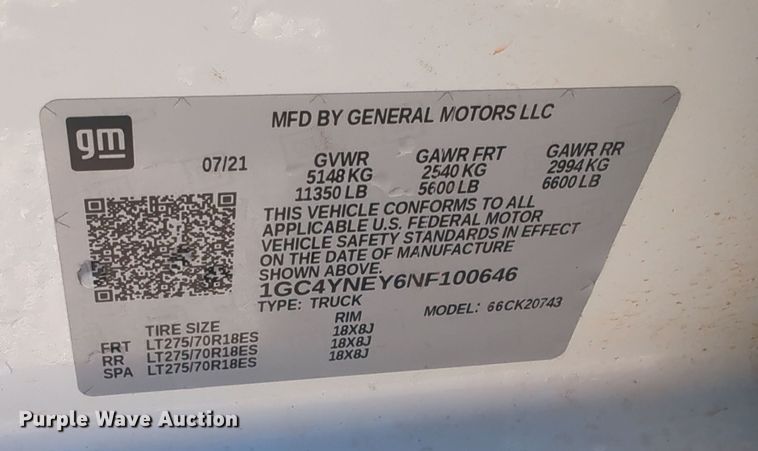 MFD BY GENERAL MOTORS LLC
gm
07/21
GVWR GAWR FRT GAWR RR
5148 KG 2540 KG 2994 KG
11350 LB 5600 LB 6600 LB
THIS VEHICLE CONFORMS TO ALL
APPLICABLE U.S. FEDERAL MOTOR
VEHICLE SAFETY STANDARDS IN EFFECT
ON THE DATE OF MANUFACTURE
SHOWN ABOVE.
1GC4YNEY6NF100646
TYPE: TRUCK MODEL: 66CK20743
TIRE SIZE RIM
FRT LT275/70R18ES 18X8J
RR LT275/70R18ES 18X8J
SPA LT275/70R18ES 18X8J
Purple Wave Auction